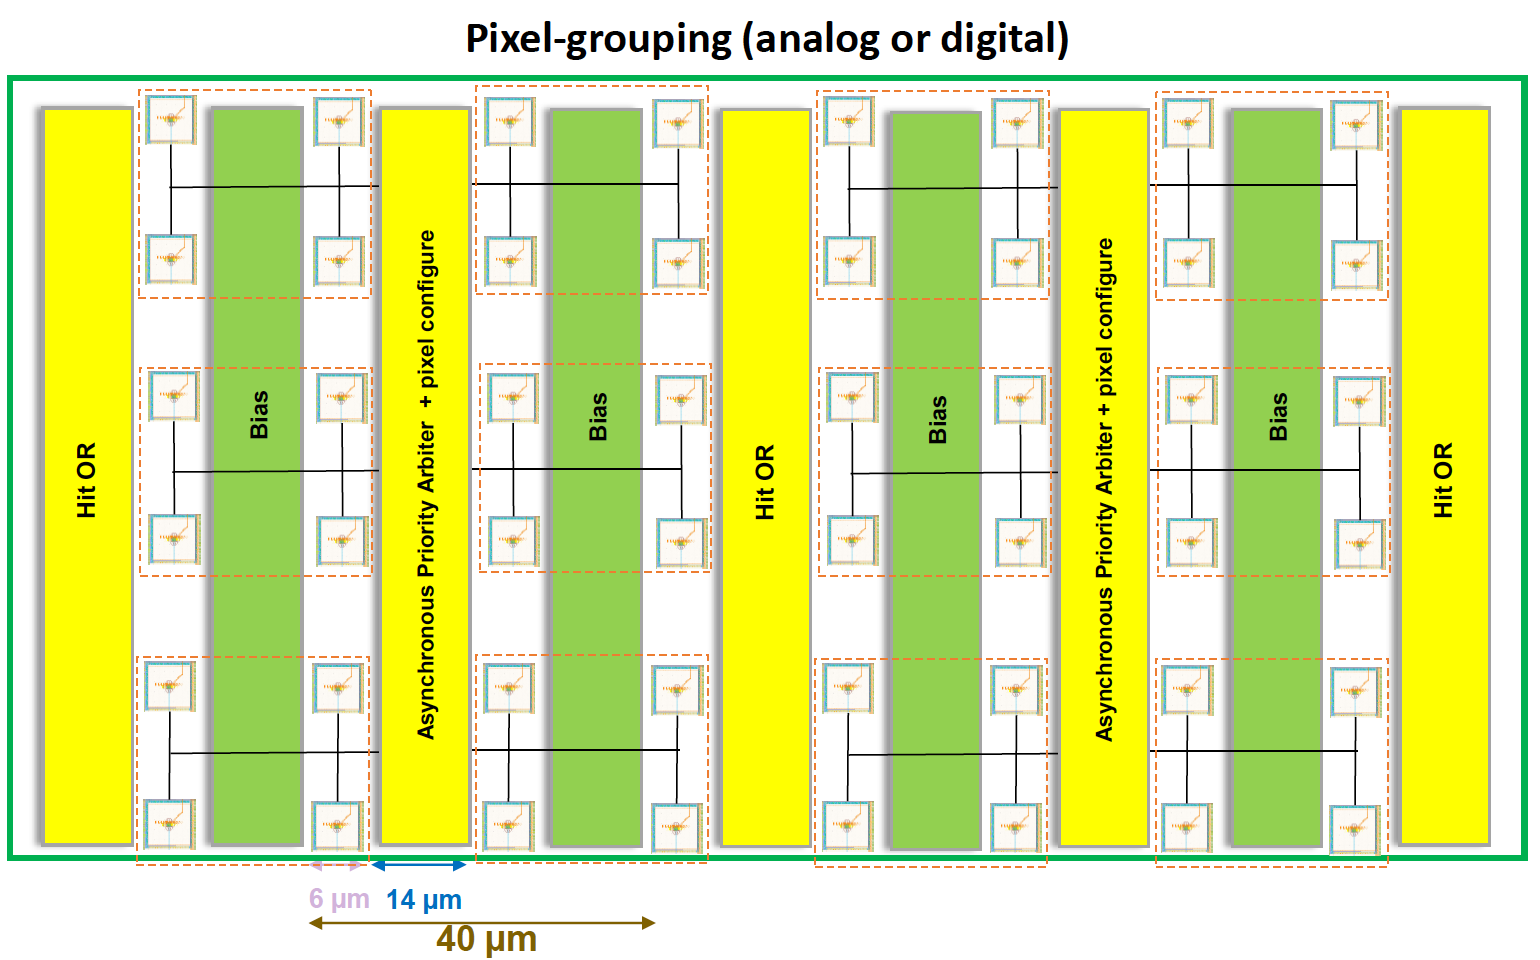 Pixel-grouping (analog or digital)
Hit OR
Bias
Asynchronous Priority Arbiter + pixel configure
Bias
Hit OR
Bias
Asynchronous Priority Arbiter + pixel configure
Bias
Hit OR
6 µm
14 µm
40 µm